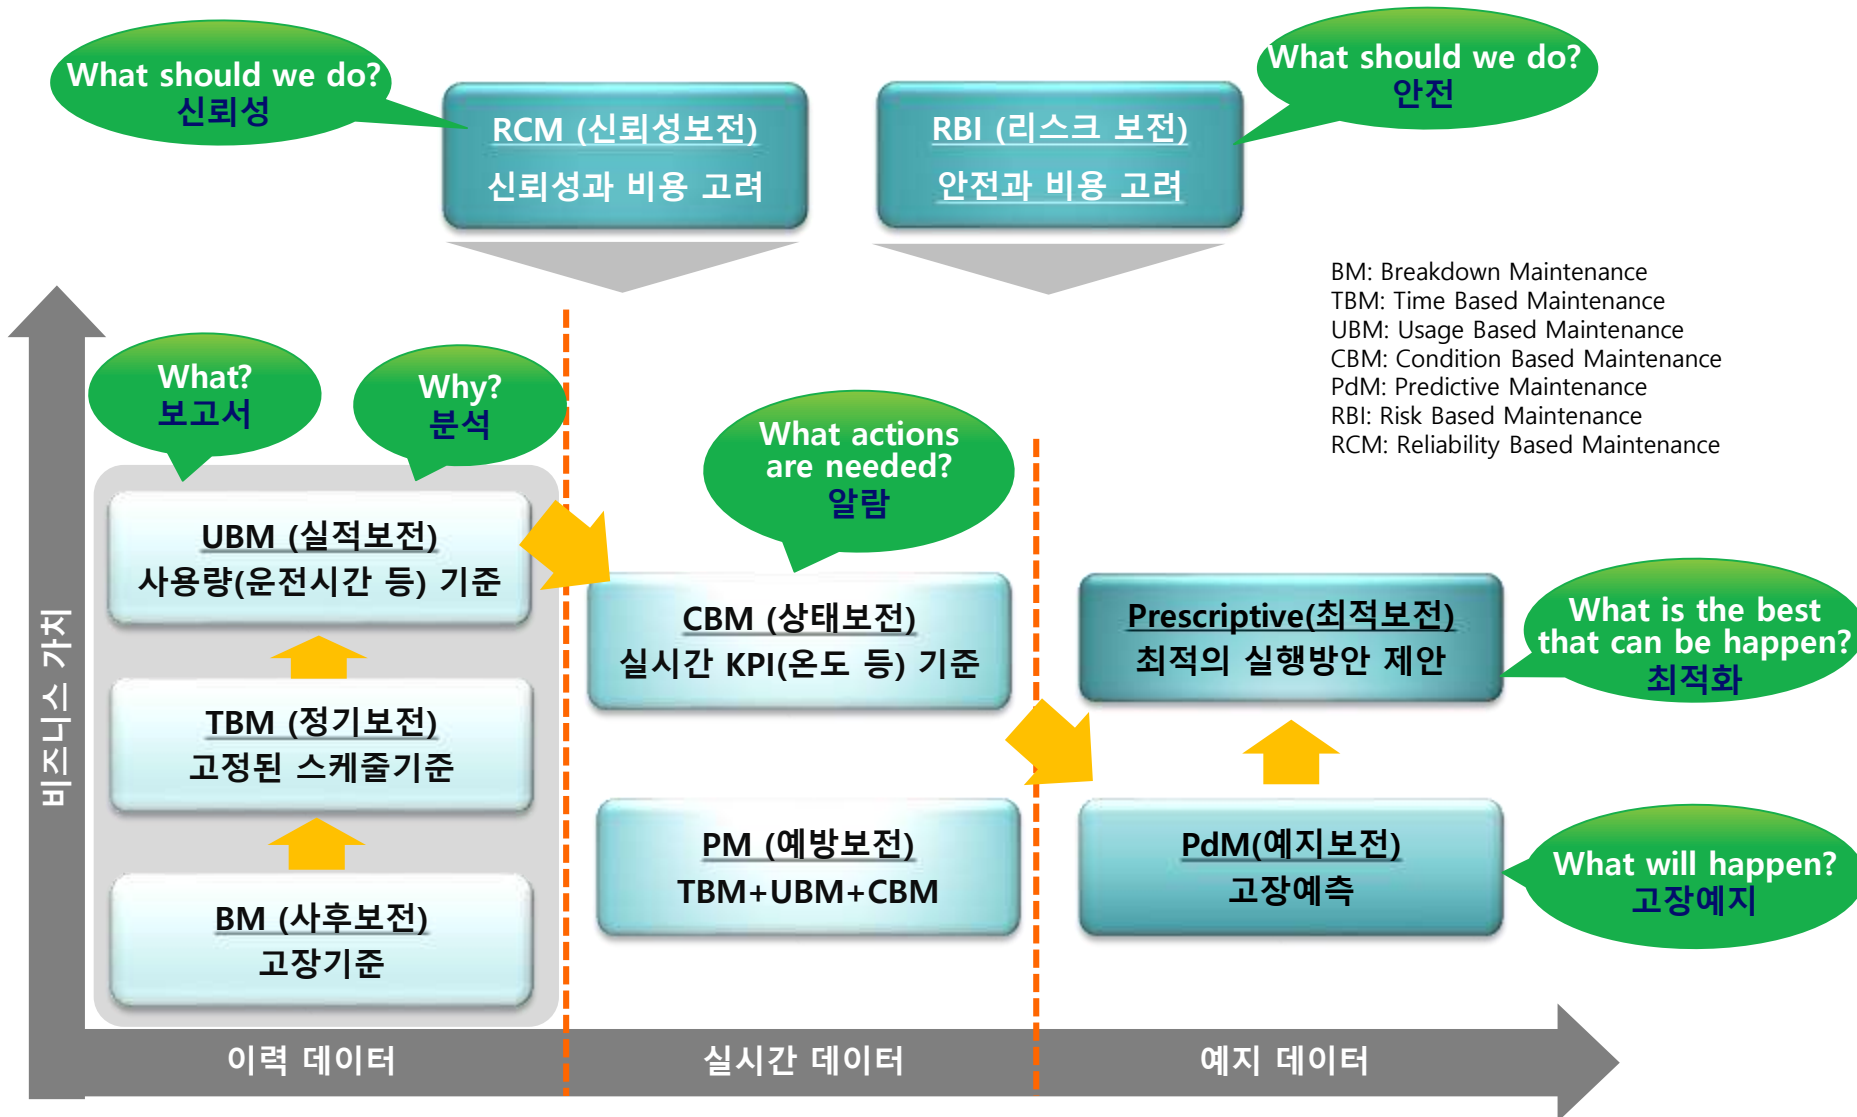 What should we do?
신뢰성
RCM (신뢰성보전)
신뢰성과 비용 고려
RBI (리스크 보전)
안전과 비용 고려
What should we do?
안전
BM: Breakdown Maintenance
TBM: Time Based Maintenance
UBM: Usage Based Maintenance
CBM: Condition Based Maintenance
PdM: Predictive Maintenance
RBI: Risk Based Maintenance
RCM: Reliability Based Maintenance
비즈니스 가치
What?
보고서
Why?
분석
UBM (실적보전)
사용량(운전시간 등) 기준
TBM (정기보전)
고정된 스케줄기준
BM (사후보전)
고장기준
What actions
are needed?
알람
CBM (상태보전)
실시간 KPI(온도 등) 기준
PM (예방보전)
TBM+UBM+CBM
Prescriptive(최적보전)
최적의 실행방안 제안
What is the best
that can be happen?
최적화
PdM(예지보전)
고장예측
What will happen?
고장예지
이력 데이터
실시간 데이터
예지 데이터